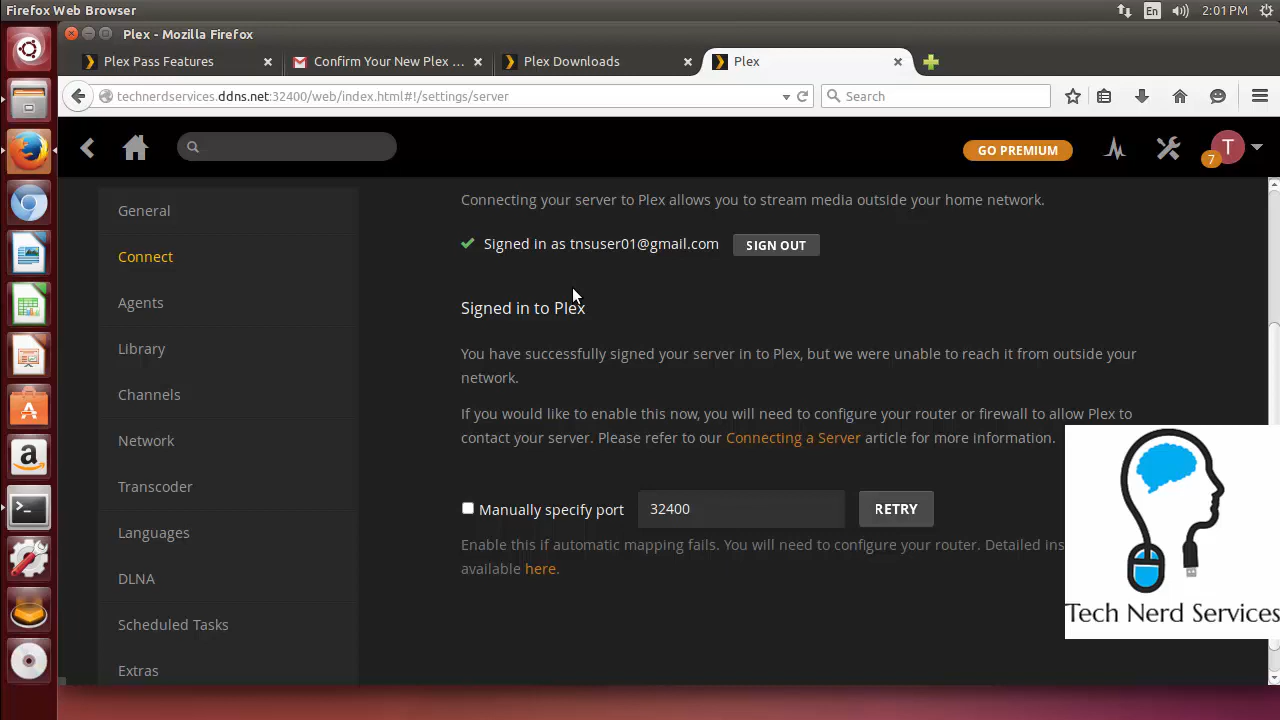 Firefox Web Browser
En
2:01 PM
Plex - Mozilla Firefox
Plex Pass Features
Confirm Your New Plex ...
Plex Downloads
Plex
technerdservices.ddns.net:32400/web/index.html#!/settings/server
Search
GO PREMIUM
T
7
General
Connect
Agents
Library
Channels
Network
Transcoder
Languages
DLNA
Scheduled Tasks
Extras
Connecting your server to Plex allows you to stream media outside your home network.
Signed in as tnsuser01@gmail.com
SIGN OUT
Signed in to Plex
You have successfully signed your server in to Plex, but we were unable to reach it from outside your
network.
If you would like to enable this now, you will need to configure your router or firewall to allow Plex to
contact your server. Please refer to our Connecting a Server article for more information.
Manually specify port
32400
RETRY
Enable this if automatic mapping fails. You will need to configure your router. Detailed ins
available here.
Tech Nerd Services